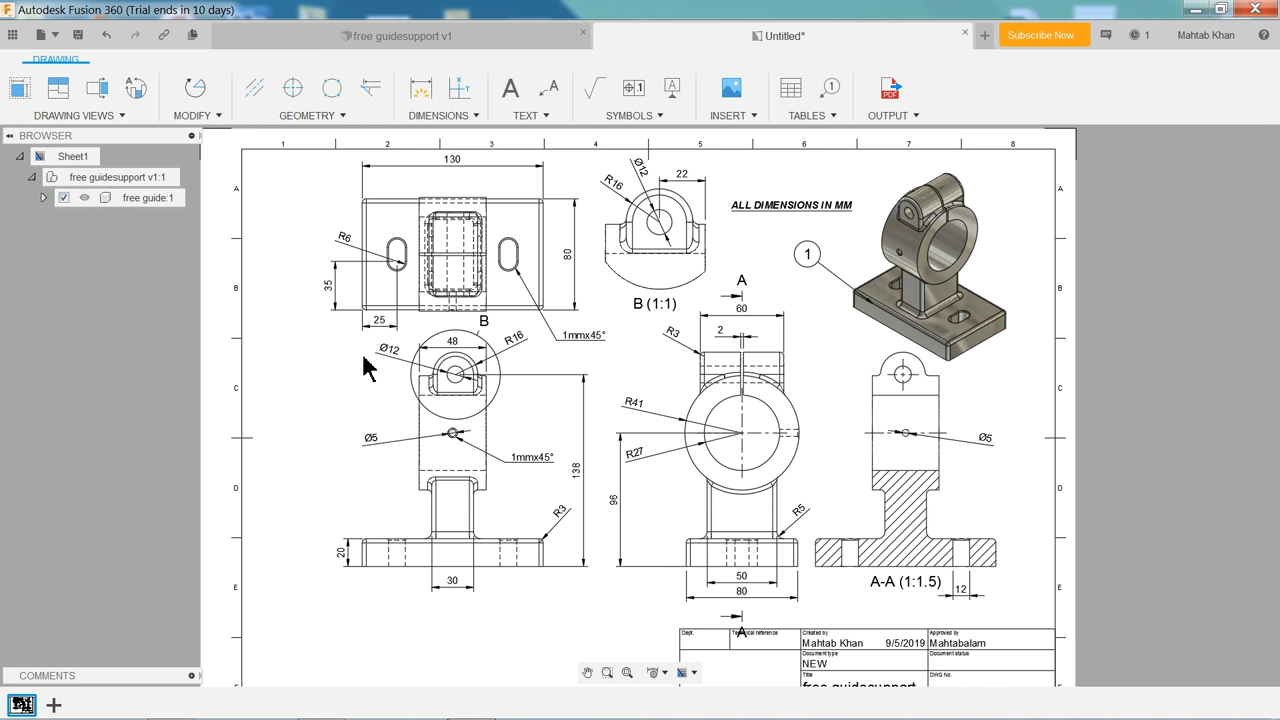 Autodesk Fusion 360 (Trial ends in 10 days)
free guidesupport v1
Untitled*
Subscribe Now
1
Mahtab Khan
DRAWING
DRAWING VIEWS
MODIFY
GEOMETRY
DIMENSIONS
TEXT
SYMBOLS
INSERT
TABLES
OUTPUT
PDF
BROWSER
Sheet1
free guidesupport v1:1
free guide:1
1 2 3 4 5 6 7 8
A
B
C
D
E
A
B
C
D
E
130
R6
80
35
25
1mmx45°
Ø12
R16
22
B (1:1)
ALL DIMENSIONS IN MM
1
B
48
Ø12
R16
Ø5
1mmx45°
138
R3
20
30
A
60
R3
2
R41
R27
96
R5
50
80
A
Ø5
A-A (1:1.5)
12
Dept.
Technical reference
Created by
Mahtab Khan 9/5/2019
Approved by
Mahtabalam
Document type
NEW
Document status
Title
free guidesupport
DWG No.
COMMENTS